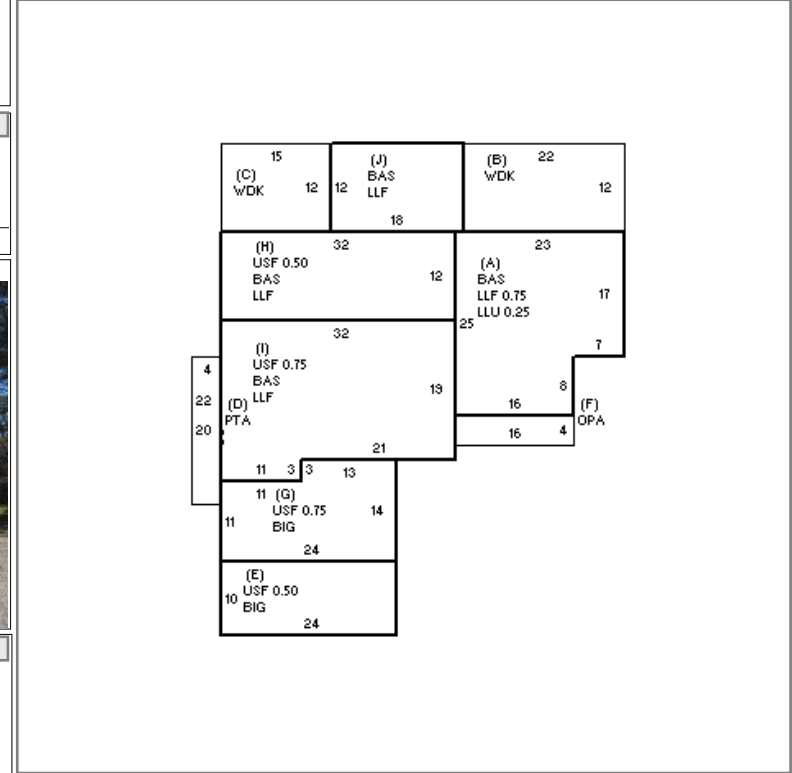 15
(C)
WDK
12
12
(J)
BAS
LLF
18
(B)
WDK
22
12
(H)
USF 0.50
BAS
LLF
32
12
23
(A)
BAS
LLF 0.75
LLU 0.25
17
25
7
8
16
32
(I)
USF 0.75
BAS
LLF
19
21
11
3
3
4
22
20
(D)
PTA
(F)
OPA
16
4
13
11
(G)
USF 0.75
BIG
14
11
24
(E)
USF 0.50
BIG
10
24